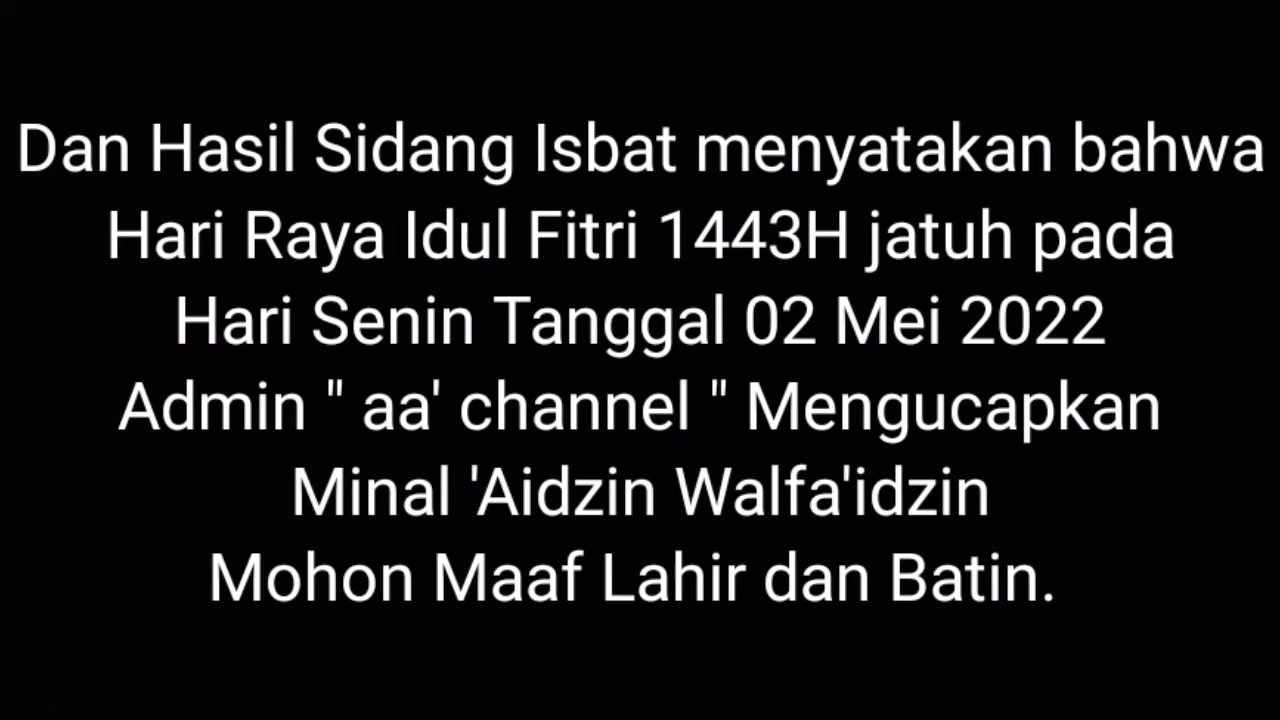 Dan Hasil Sidang Isbat menyatakan bahwa
Hari Raya Idul Fitri 1443H jatuh pada
Hari Senin Tanggal 02 Mei 2022
Admin " aa' channel " Mengucapkan
Minal 'Aidzin Walfa'idzin
Mohon Maaf Lahir dan Batin.